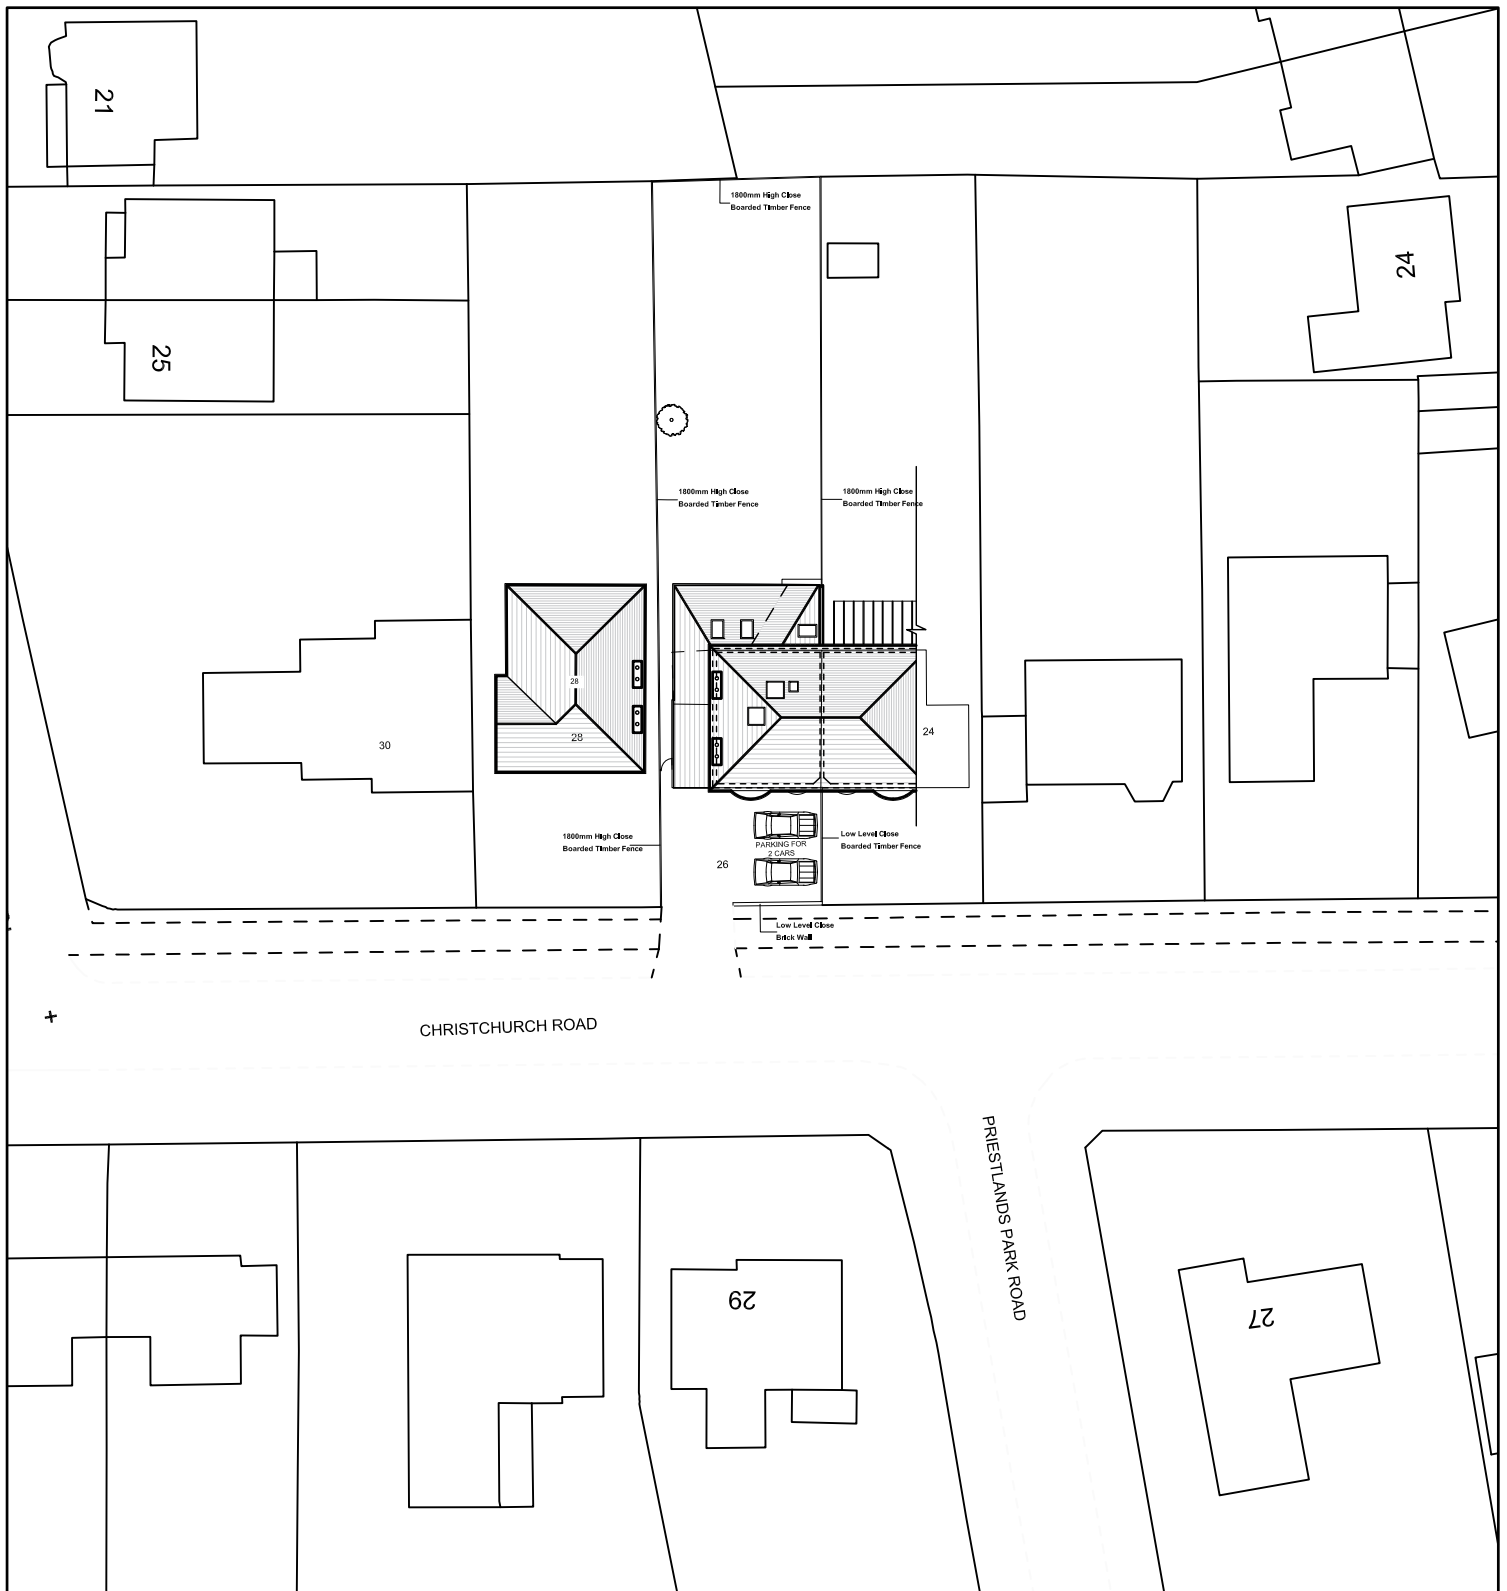 21
1800mm High Close
Boarded Timber Fence
24
25
1800mm High Close
Boarded Timber Fence
1800mm High Close
Boarded Timber Fence
28
28
24
30
1800mm High Close
Boarded Timber Fence
PARKING FOR
2 CARS
Low Level Close
Boarded Timber Fence
26
Low Level Close
Brick Wall
CHRISTCHURCH ROAD
PRIESTLANDS PARK ROAD
29
27